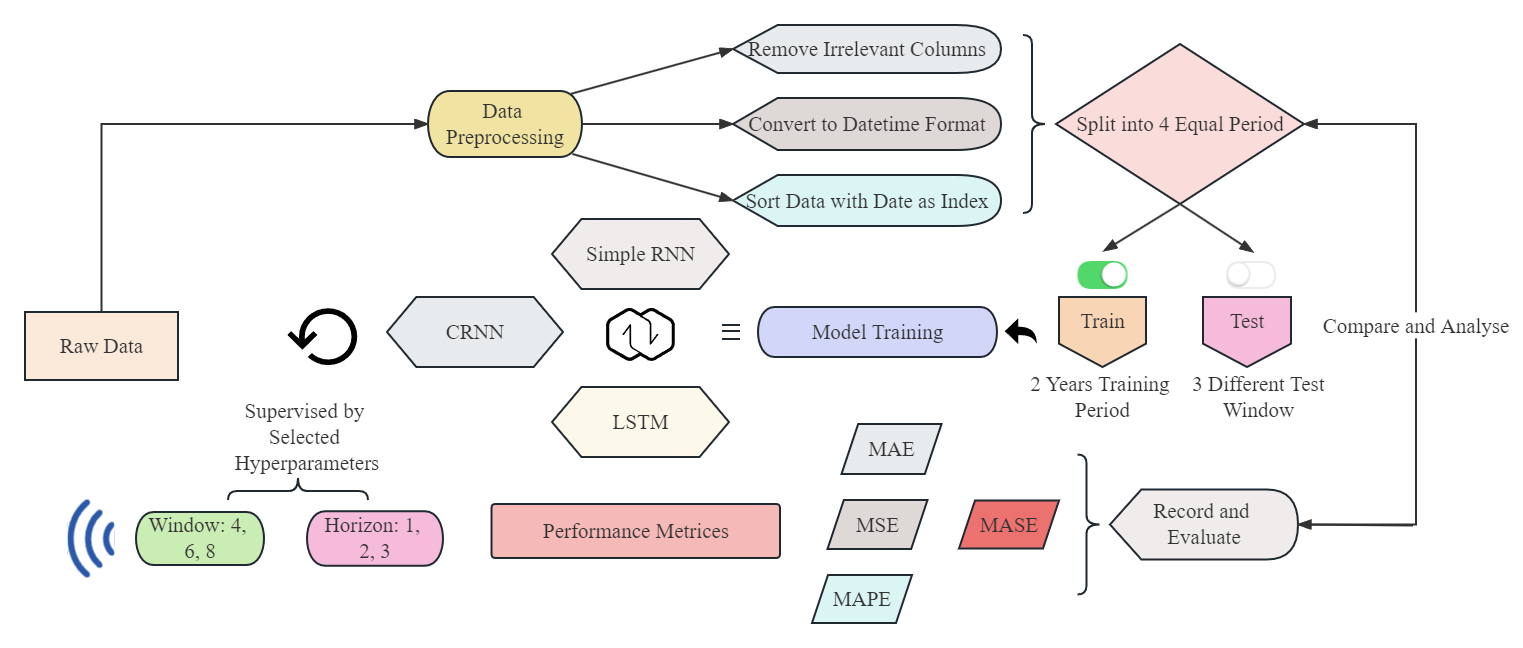 Remove Irrelevant Columns
Data
Preprocessing
Convert to Datetime Format
Split into 4 Equal Period
Sort Data with Date as Index
Simple RNN
Raw Data
CRNN
Model Training
Train
Test
Compare and Analyse
2 Years Training
Period
3 Different Test
Window
LSTM
Supervised by
Selected
Hyperparameters
MAE
Window: 4,
6, 8
Horizon: 1,
2, 3
Performance Metrices
MSE
MASE
Record and
Evaluate
MAPE